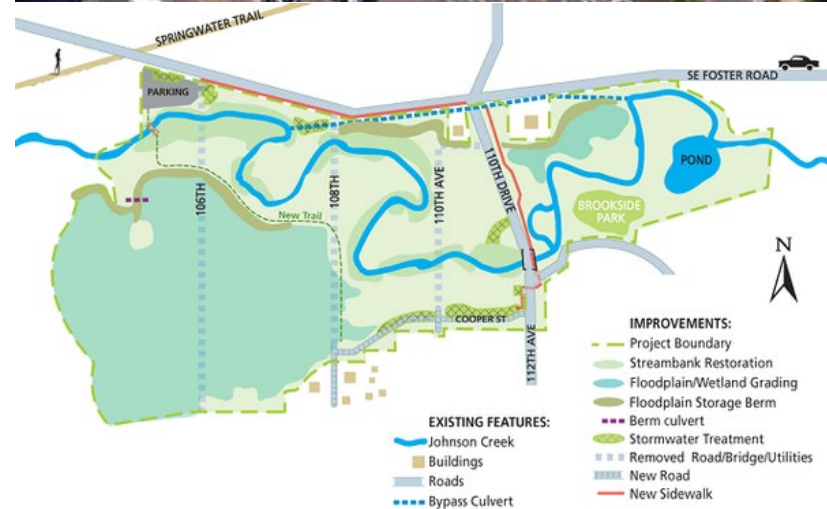 SPRINGWATER TRAIL
SE FOSTER ROAD
PARKING
POND
106TH
108TH
110TH AVE
110TH DRIVE
BROOKSIDE
PARK
New Trail
N
COOPER ST
112TH AVE
EXISTING FEATURES:
Johnson Creek
Buildings
Roads
Bypass Culvert
IMPROVEMENTS:
Project Boundary
Streambank Restoration
Floodplain/Wetland Grading
Floodplain Storage Berm
Berm culvert
Stormwater Treatment
Removed Road/Bridge/Utilities
New Road
New Sidewalk